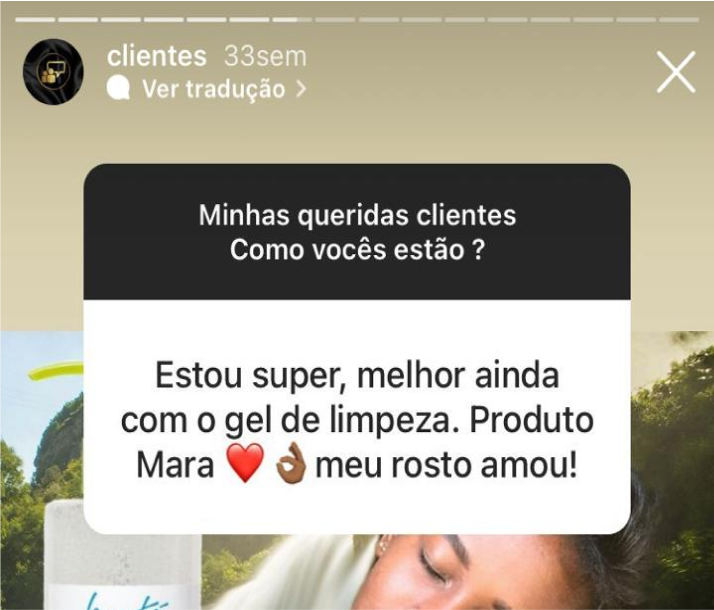 clientes 33sem
Ver tradução >
Minhas queridas clientes
Como vocês estão ?
Estou super, melhor ainda
com o gel de limpeza. Produto
Mara ❤️ 👌🏾 meu rosto amou!